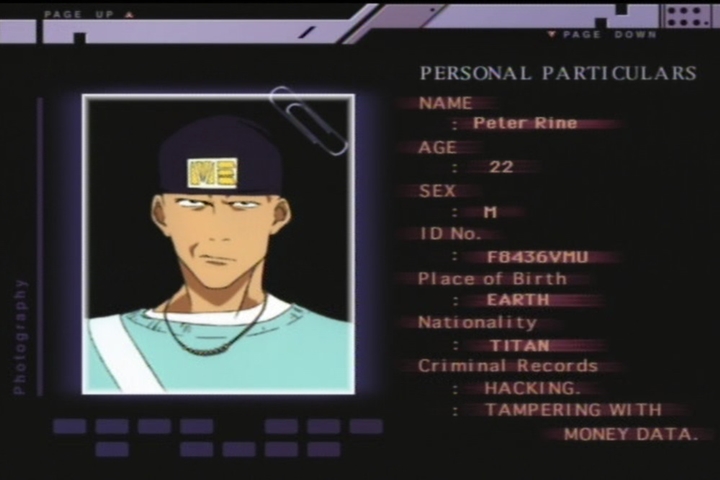 PAGE UP ▲
▼ PAGE DOWN
PERSONAL PARTICULARS
NAME
: Peter Rine
AGE
: 22
SEX
: M
ID No.
: F8436VMU
Place of Birth
: EARTH
Nationality
: TITAN
Criminal Records
: HACKING.
: TAMPERING WITH
MONEY DATA.
ME
Photography